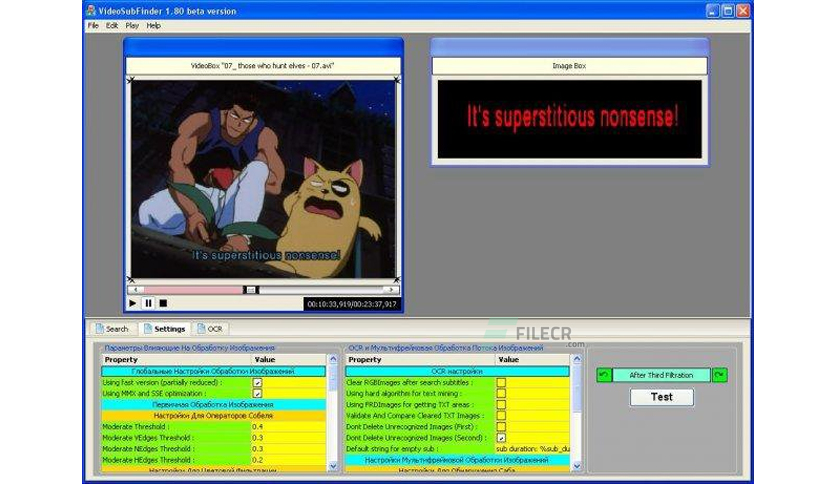 VideoSubFinder 1.80 beta version
File Edit Play Help
VideoBox "07_ those who hunt elves - 07.avi"
Image Box
It's superstitious nonsense!
It's superstitious nonsense!
00:10:33,919/00:23:37,917
Search Settings OCR
FILECR
.com
Параметры Влияющие На Обработку Изображения
Property Value
Глобальные Настройки Обработки Изображений
Using fast version (partially reduced) :
Using MMX and SSE optimization :
Первичная Обработка Изображения
Настройки Для Операторов Собеля
Moderate Threshold : 0.4
Moderate VEdges Threshold : 0.3
Moderate NEdges Threshold : 0.3
Moderate HEdges Threshold : 0.2
Настройки Для Цветовой Фильтрации
OCR и Мультифреймовая Обработка Потока Изображений
Property Value
OCR настройки
Clear RGBImages after search subtitles :
Using hard algorithm for text mining :
Using FRDImages for getting TXT areas :
Validate And Compare Cleared TXT Images :
Dont Delete Unrecognized Images (First) :
Dont Delete Unrecognized Images (Second) :
Default string for empty sub : sub duration: %sub_du
Настройки Мультифреймовой Обработки Изображений
Настройки Для Обнаружения Саба
After Third Filtration
Test